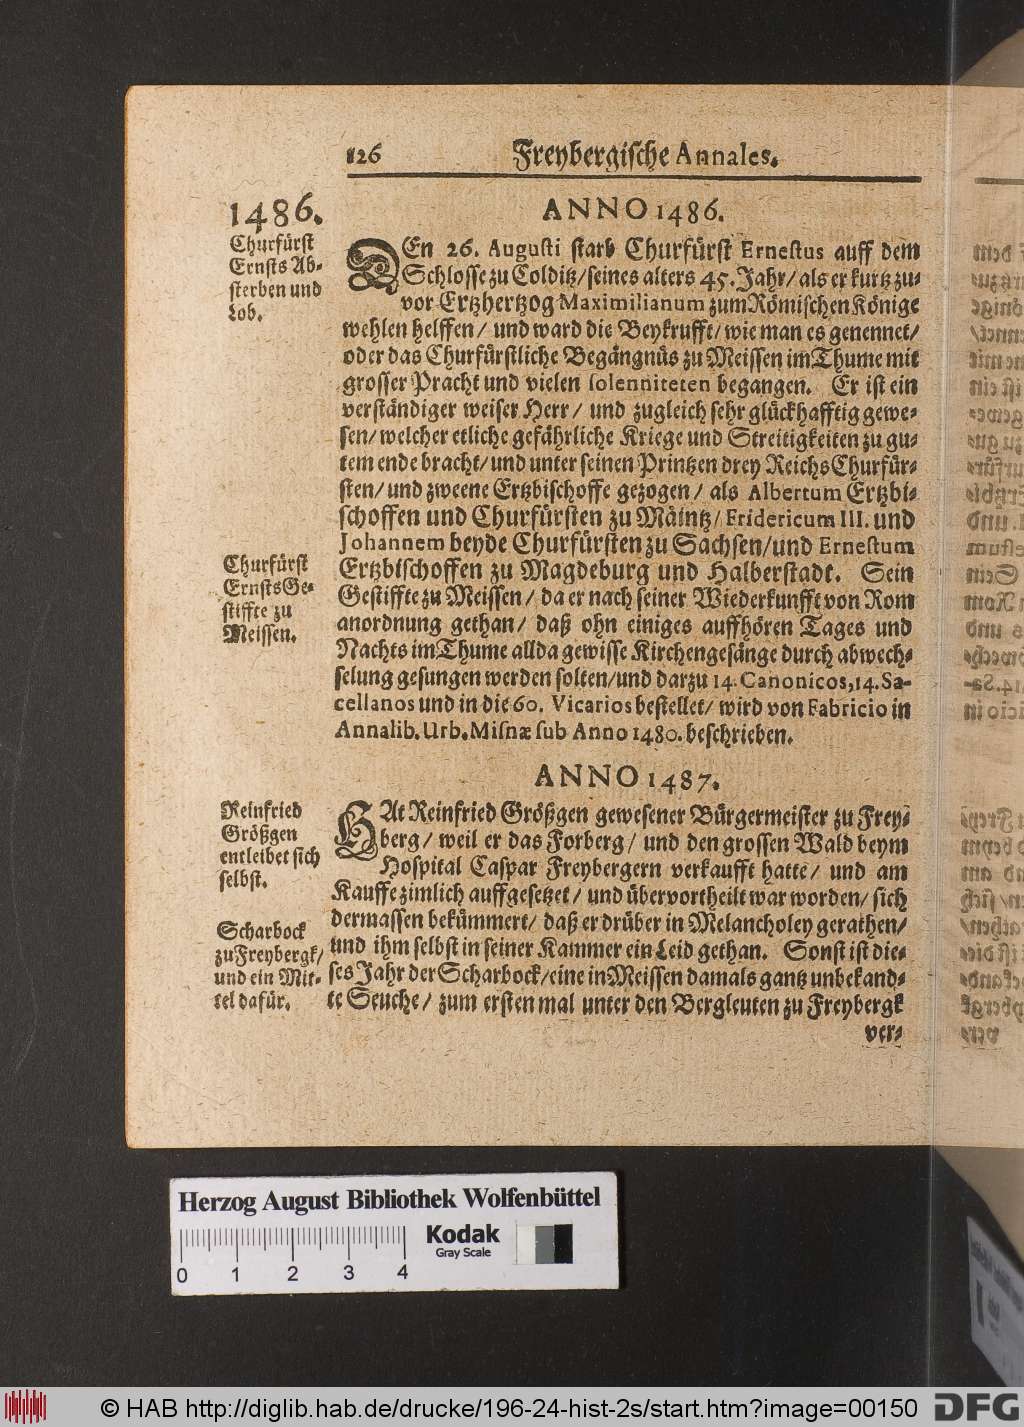 126 Freybergische Annales.
1486.
Churfürst
Ernsts Ab-
sterben und
Lob.
ANNO 1486.
DEn 26. Augusti starb Churfürst Ernestus auff dem
Schlosse zu Colditz/ seines alters 45. Jahr/ als er kurtz zu-
vor Ertzhertzog Maximilianum zum Römischen Könige
wehlen helffen/ und ward die Beykrufft/ wie man es genennet/
oder das Churfürstliche Begängnüs zu Meissen im Thume mit
grosser Pracht und vielen solenniteten begangen. Er ist ein
verständiger weiser Herr/ und zugleich sehr glückhafftig gewe-
sen/ welcher etliche gefährliche Kriege und Streitigkeiten zu gu-
tem ende bracht/ und unter seinen Printzen drey Reichs Churfür-
sten/ und zweene Ertzbischoffe gezogen/ als Albertum Ertzbi-
schoffen und Churfürsten zu Mäintz/ Fridericum III. und
Johannem beyde Churfürsten zu Sachsen/ und Ernestum
Ertzbischoffen zu Magdeburg und Halberstadt. Sein
Gestiffte zu Meissen/ da er nach seiner Wiederkunfft von Rom
anordnung gethan/ daß ohn einiges auffhören Tages und
Nachts im Thume allda gewisse Kirchengesänge durch abwech-
selung gesungen werden solten/ und darzu 14. Canonicos, 14. Sa-
cellanos und in die 60. Vicarios bestellet/ wird von Fabricio in
Annalib. Urb. Misnæ sub Anno 1480. beschrieben.
Churfürst
Ernsts Ge-
stiffte zu
Meissen.
ANNO 1487.
HAt Reinfried Größgen gewesener Bürgermeister zu Frey-
berg/ weil er das Forberg/ und den grossen Wald beym
Hospital Caspar Freybergern verkaufft hatte/ und am
Kauffe zimlich auffgesetzet/ und übervortheilt war worden/ sich
dermassen bekümmert/ daß er drüber in Melancholey gerathen/
und ihm selbst in seiner Kammer ein Leid gethan. Sonst ist die-
ses Jahr der Scharbock/ eine in Meissen damals gantz unbekand-
te Seuche/ zum ersten mal unter den Bergleuten zu Freybergk
ver-
Reinfried
Größgen
entleibet sich
selbst.
Scharbock
zu Freybergk/
und ein Mit-
tel dafür.
Herzog August Bibliothek Wolfenbüttel
Kodak
Gray Scale
0 1 2 3 4
© HAB http://diglib.hab.de/drucke/196-24-hist-2s/start.htm?image=00150
DFG